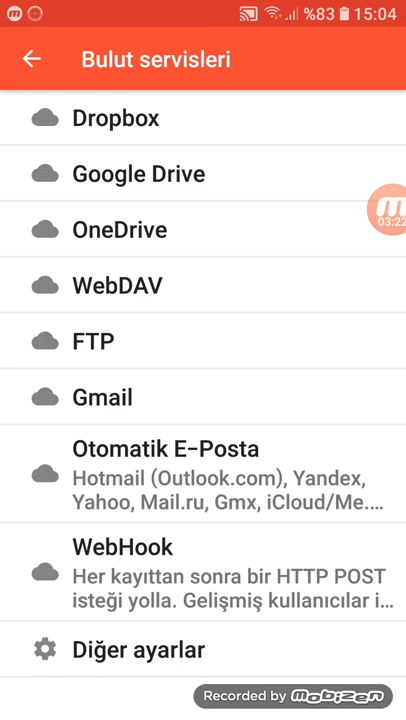 %83 15:04
Bulut servisleri
Dropbox
Google Drive
03:22
OneDrive
WebDAV
FTP
Gmail
Otomatik E-Posta
Hotmail (Outlook.com), Yandex,
Yahoo, Mail.ru, Gmx, iCloud/Me....
WebHook
Her kayıttan sonra bir HTTP POST
isteği yolla. Gelişmiş kullanıcılar i...
Diğer ayarlar
Recorded by mobizen